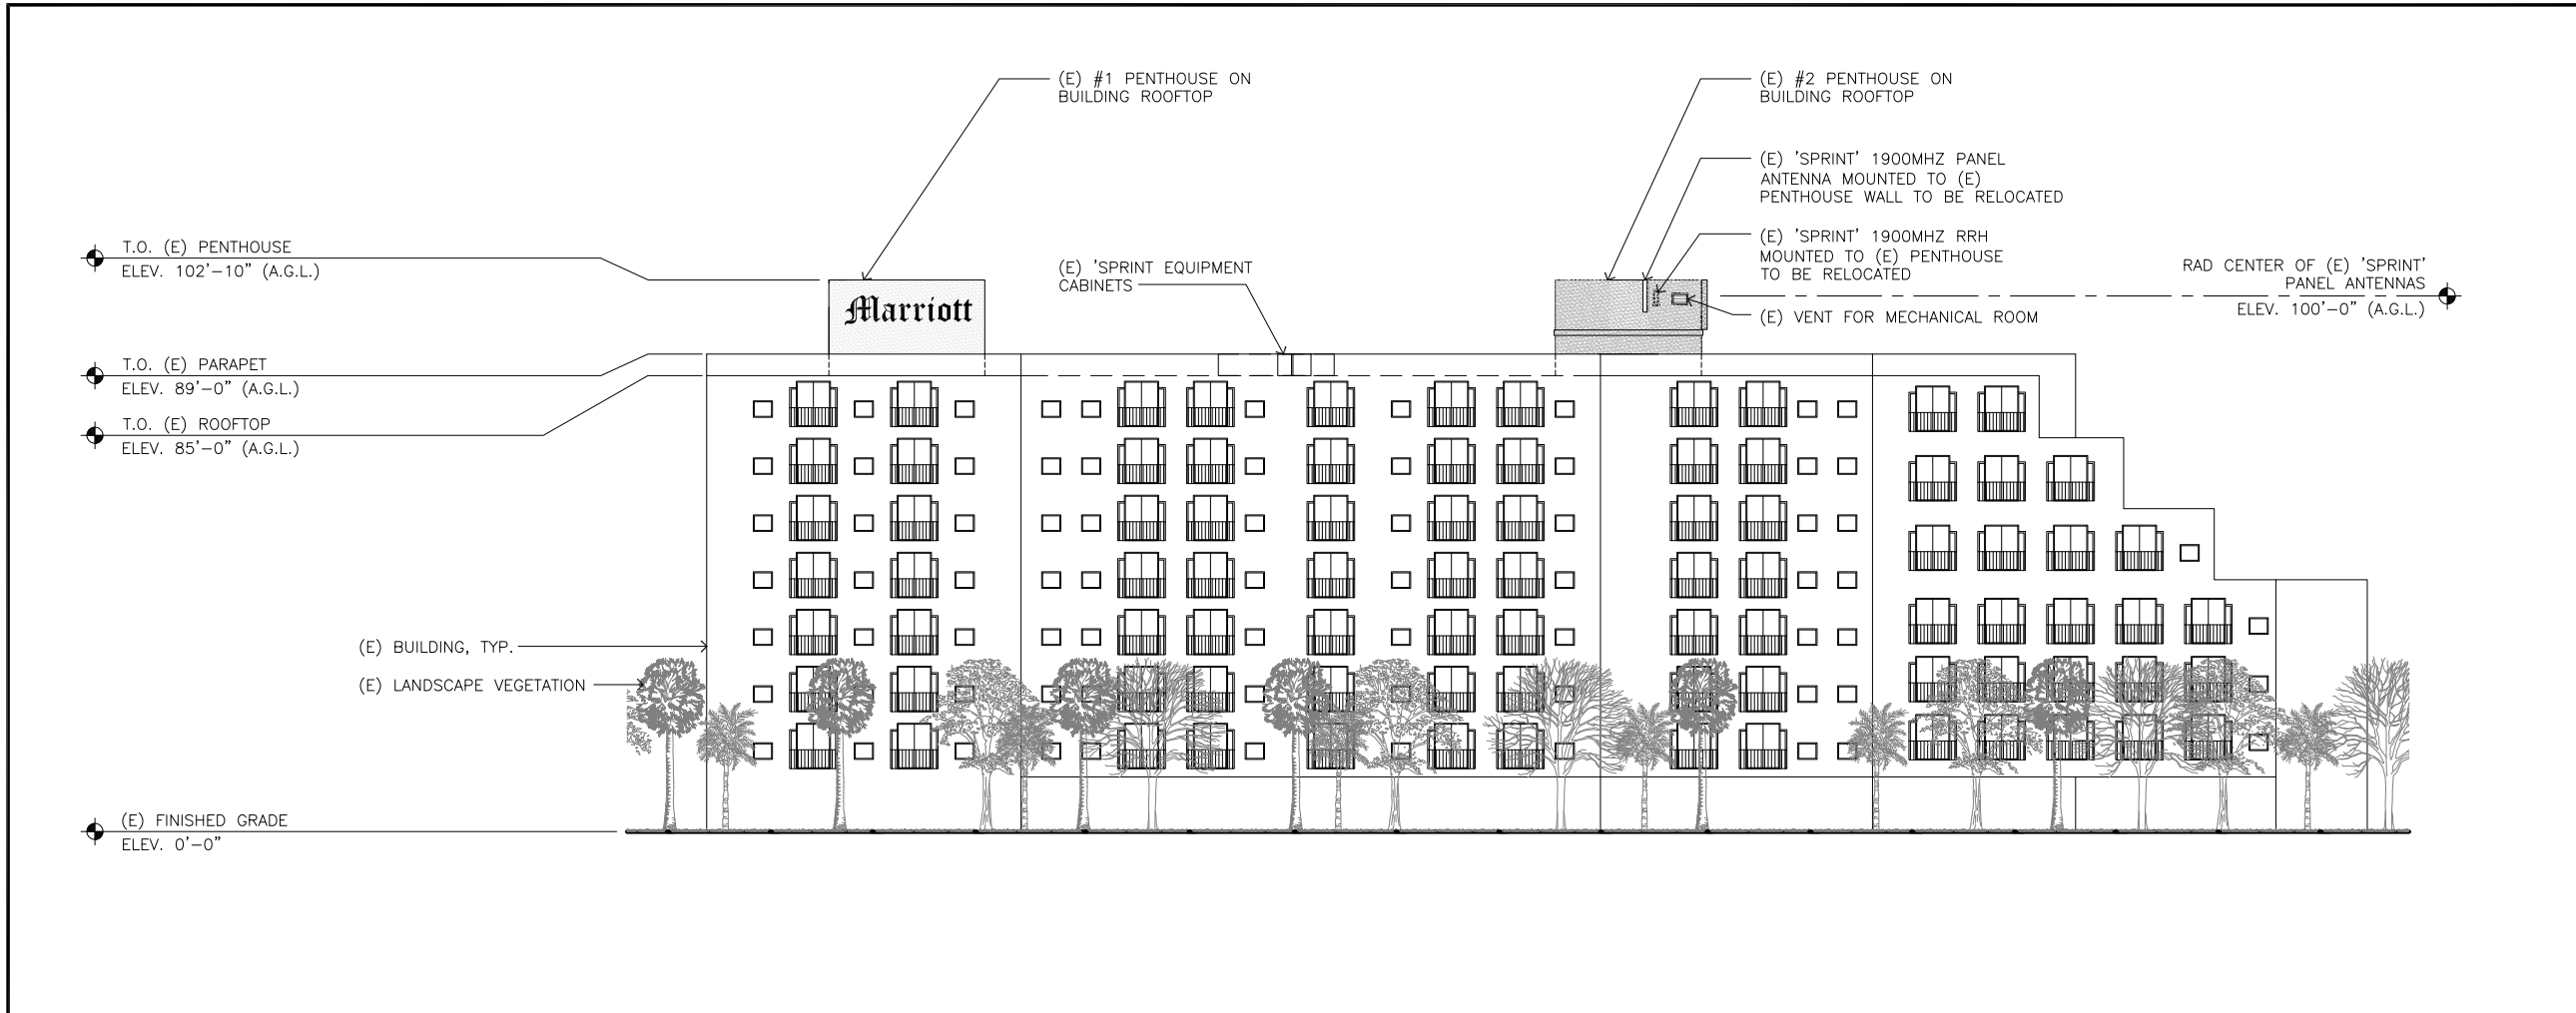 (E) #1 PENTHOUSE ON
BUILDING ROOFTOP
(E) #2 PENTHOUSE ON
BUILDING ROOFTOP
(E) 'SPRINT' 1900MHZ PANEL
ANTENNA MOUNTED TO (E)
PENTHOUSE WALL TO BE RELOCATED
(E) 'SPRINT' 1900MHZ RRH
MOUNTED TO (E) PENTHOUSE
TO BE RELOCATED
(E) VENT FOR MECHANICAL ROOM
RAD CENTER OF (E) 'SPRINT'
PANEL ANTENNAS
ELEV. 100'-0" (A.G.L.)
(E) 'SPRINT EQUIPMENT
CABINETS
Marriott
T.O. (E) PENTHOUSE
ELEV. 102'-10" (A.G.L.)
T.O. (E) PARAPET
ELEV. 89'-0" (A.G.L.)
T.O. (E) ROOFTOP
ELEV. 85'-0" (A.G.L.)
(E) BUILDING, TYP.
(E) LANDSCAPE VEGETATION
(E) FINISHED GRADE
ELEV. 0'-0"